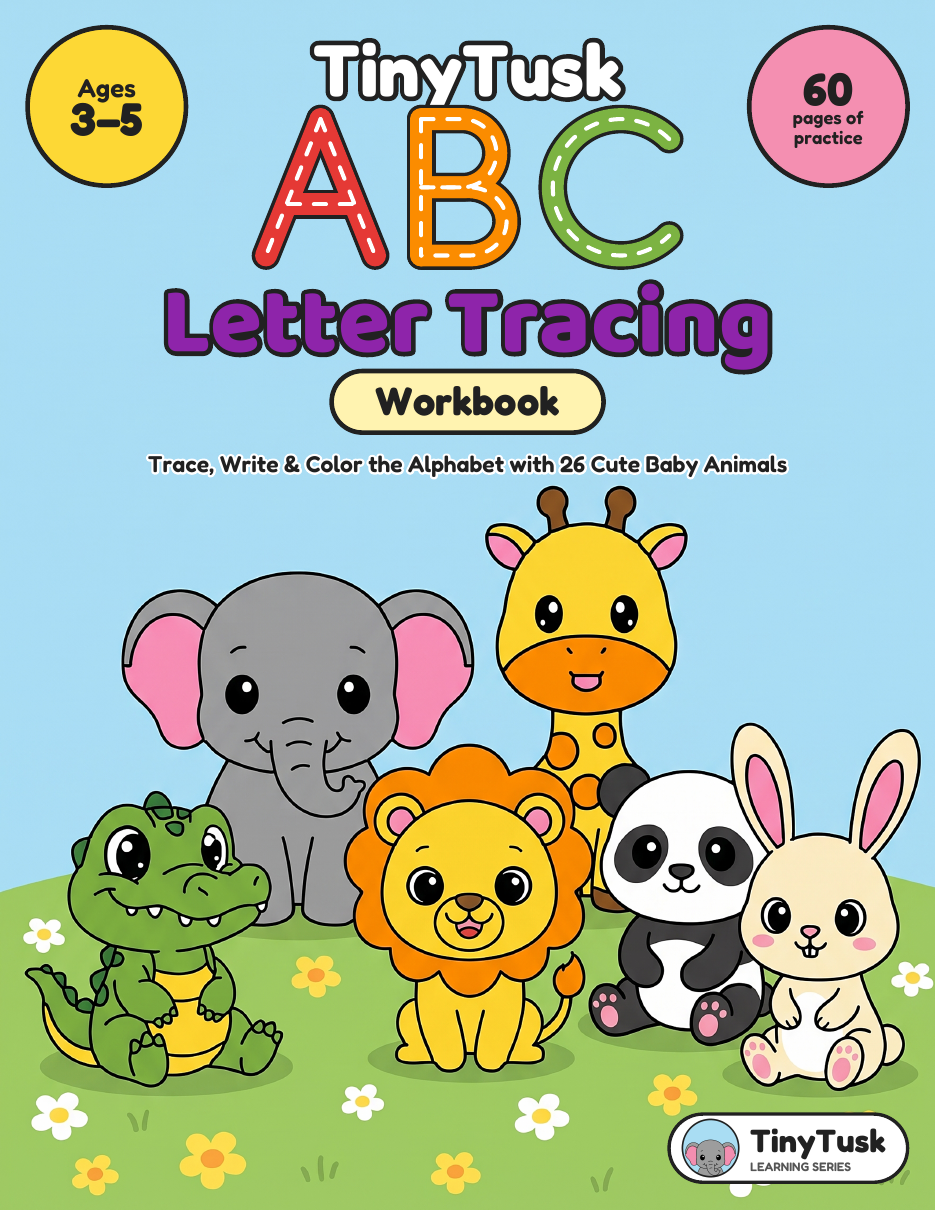 Ages
3–5
TinyTusk
60
pages of
practice
ABC
Letter Tracing
Workbook
Trace, Write & Color the Alphabet with 26 Cute Baby Animals
TinyTusk
LEARNING SERIES